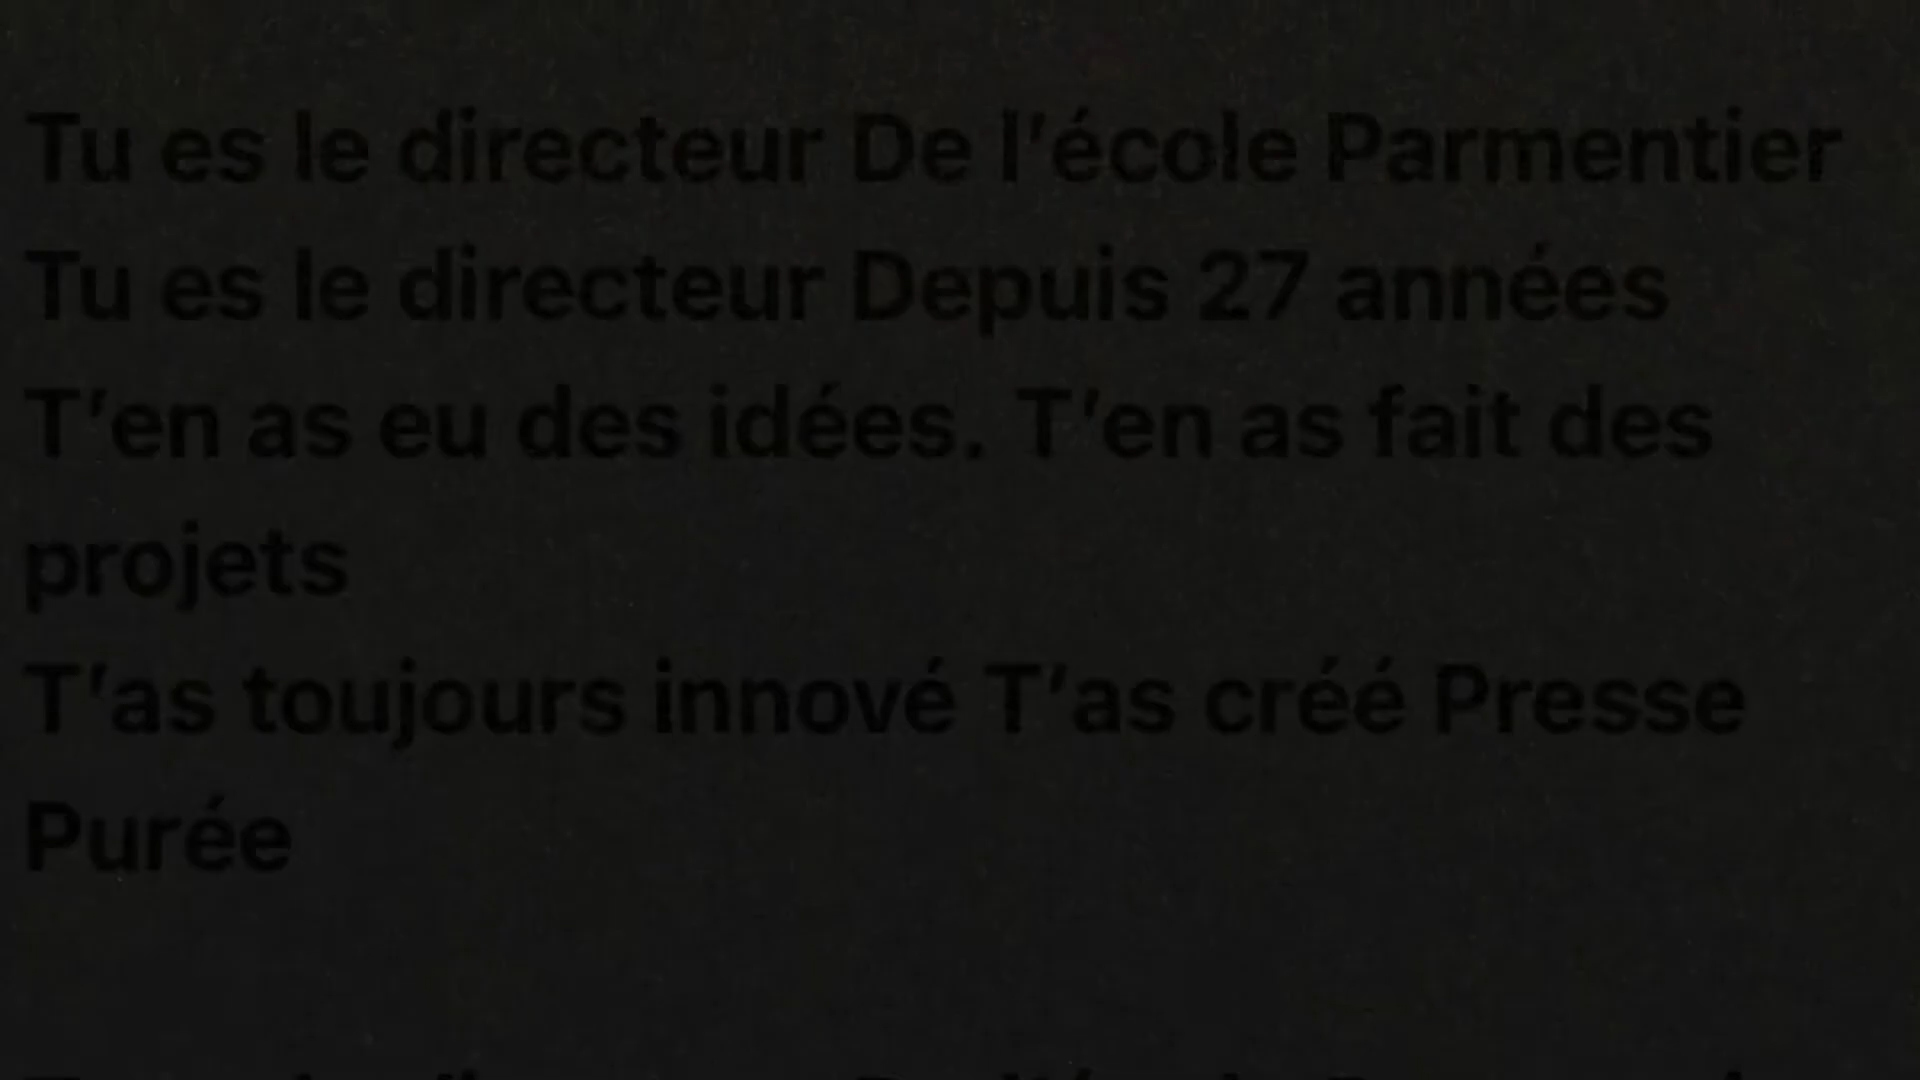 Tu es le directeur De l’école Parmentier
Tu es le directeur Depuis 27 années
T’en as eu des idées. T’en as fait des
projets
T’as toujours innové T’as créé Presse
Purée